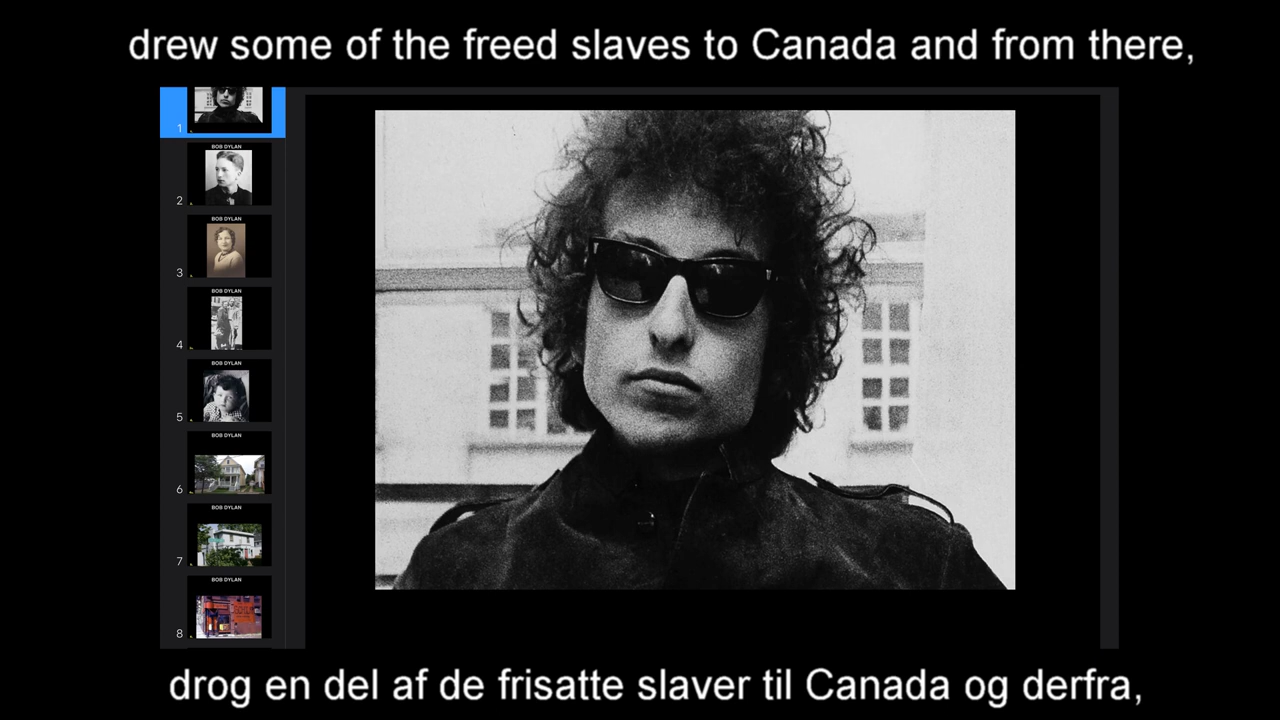 drew some of the freed slaves to Canada and from there,
1
BOB DYLAN
2
BOB DYLAN
3
BOB DYLAN
4
BOB DYLAN
5
BOB DYLAN
6
BOB DYLAN
7
BOB DYLAN
8
drog en del af de frisatte slaver til Canada og derfra,